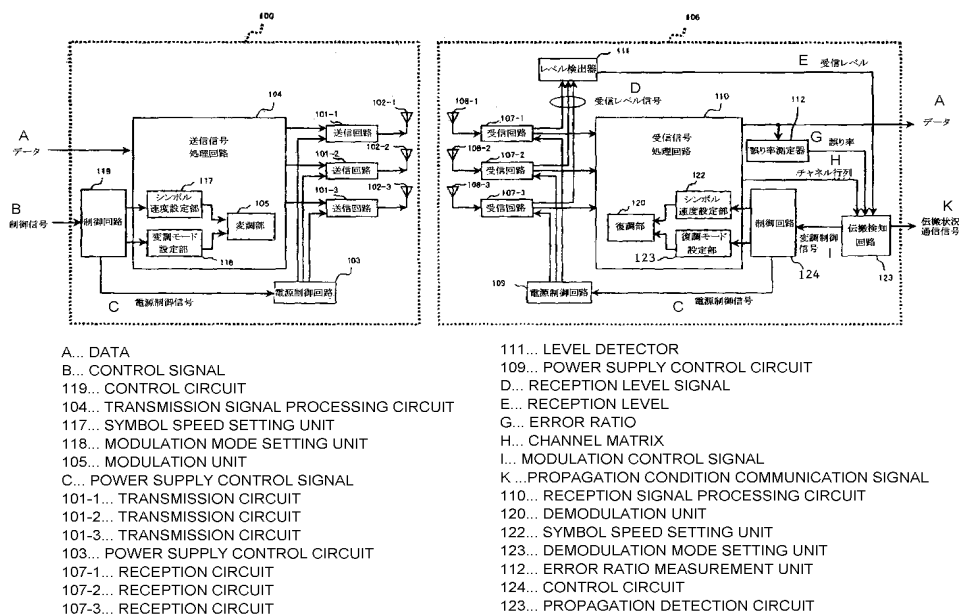 100
106
111
レベル検出器
E 受信レベル
D
受信レベル信号
104
送信信号
処理回路
101-1
送信回路
102-1
101-2
送信回路
102-2
101-3
送信回路
102-3
108-1
107-1
受信回路
108-2
107-2
受信回路
108-3
107-3
受信回路
110
受信信号
処理回路
112
誤り率測定器
G 誤り率
H
チャネル行列
A
データ
A
データ
119
制御回路
B
制御信号
117
シンボル
速度設定部
105
変調部
変調モード
設定部
118
C
電源制御信号
103
電源制御回路
122
シンボル
速度設定部
120
復調部
復調モード
設定部
123
制御回路
124
変調制御
信号
I
伝搬検知
回路
123
K
伝搬状況
通信信号
109
電源制御回路
C
電源制御信号
A... DATA
B... CONTROL SIGNAL
119... CONTROL CIRCUIT
104... TRANSMISSION SIGNAL PROCESSING CIRCUIT
117... SYMBOL SPEED SETTING UNIT
118... MODULATION MODE SETTING UNIT
105... MODULATION UNIT
C... POWER SUPPLY CONTROL SIGNAL
101-1... TRANSMISSION CIRCUIT
101-2... TRANSMISSION CIRCUIT
101-3... TRANSMISSION CIRCUIT
103... POWER SUPPLY CONTROL CIRCUIT
107-1... RECEPTION CIRCUIT
107-2... RECEPTION CIRCUIT
107-3... RECEPTION CIRCUIT
111... LEVEL DETECTOR
109... POWER SUPPLY CONTROL CIRCUIT
D... RECEPTION LEVEL SIGNAL
E... RECEPTION LEVEL
G... ERROR RATIO
H... CHANNEL MATRIX
I... MODULATION CONTROL SIGNAL
K ...PROPAGATION CONDITION COMMUNICATION SIGNAL
110... RECEPTION SIGNAL PROCESSING CIRCUIT
120... DEMODULATION UNIT
122... SYMBOL SPEED SETTING UNIT
123... DEMODULATION MODE SETTING UNIT
112... ERROR RATIO MEASUREMENT UNIT
124... CONTROL CIRCUIT
123... PROPAGATION DETECTION CIRCUIT